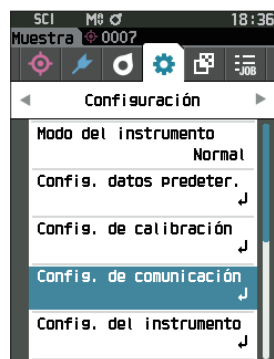 SCI M0 18:36
Muestra 0007
JOB
Configuración
Modo del instrumento
Normal
Config. datos predeter.
Config. de calibración
Config. de comunicación
Config. del instrumento